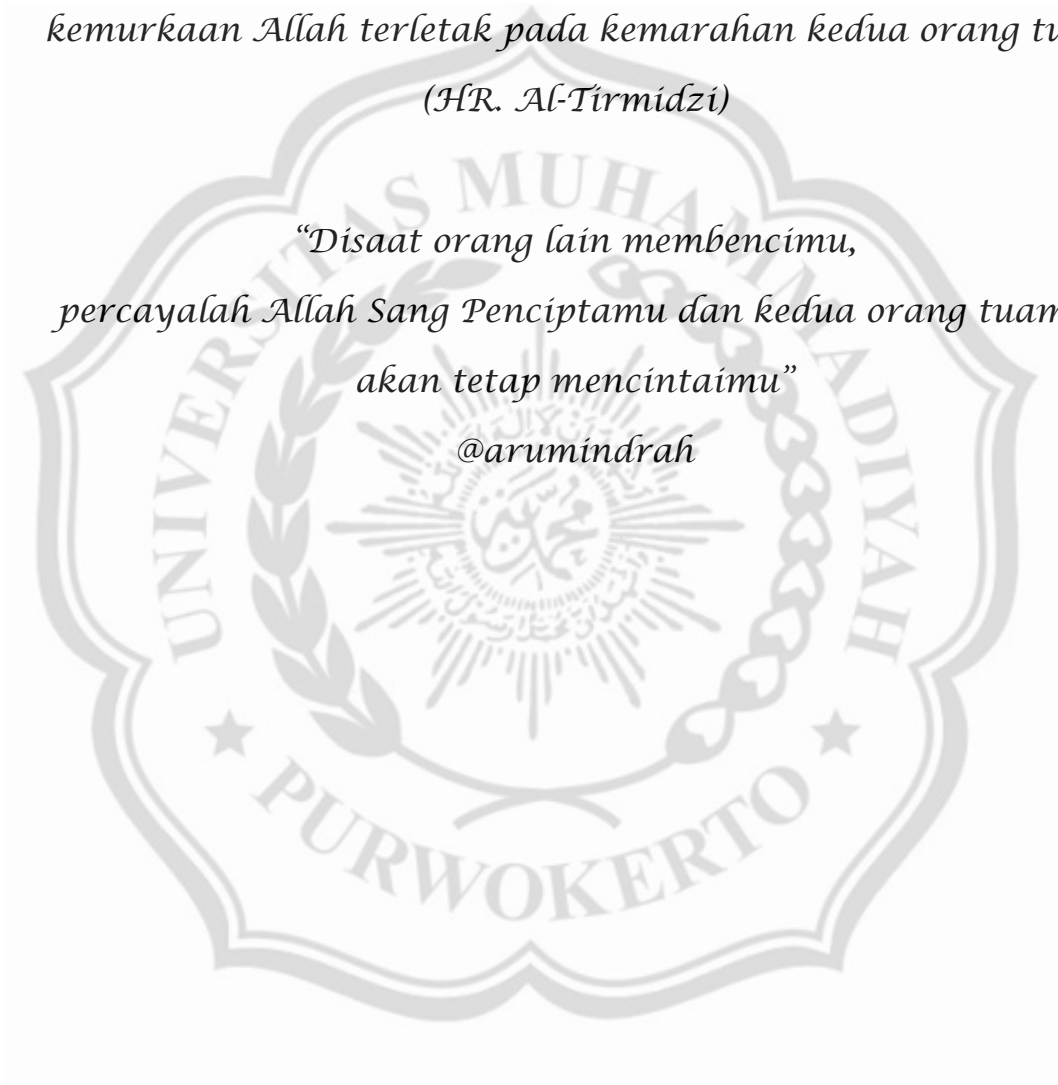 kemurkaan Allah terletak pada kemarahan kedua orang tu
(HR. Al-Tirmidzi)
“Disaat orang lain membencimu,
percayalah Allah Sang Penciptamu dan kedua orang tuam
akan tetap mencintaimu”
@arumindrah
UNIVERSITAS MUHAMMADIYAH
PURWOKERTO